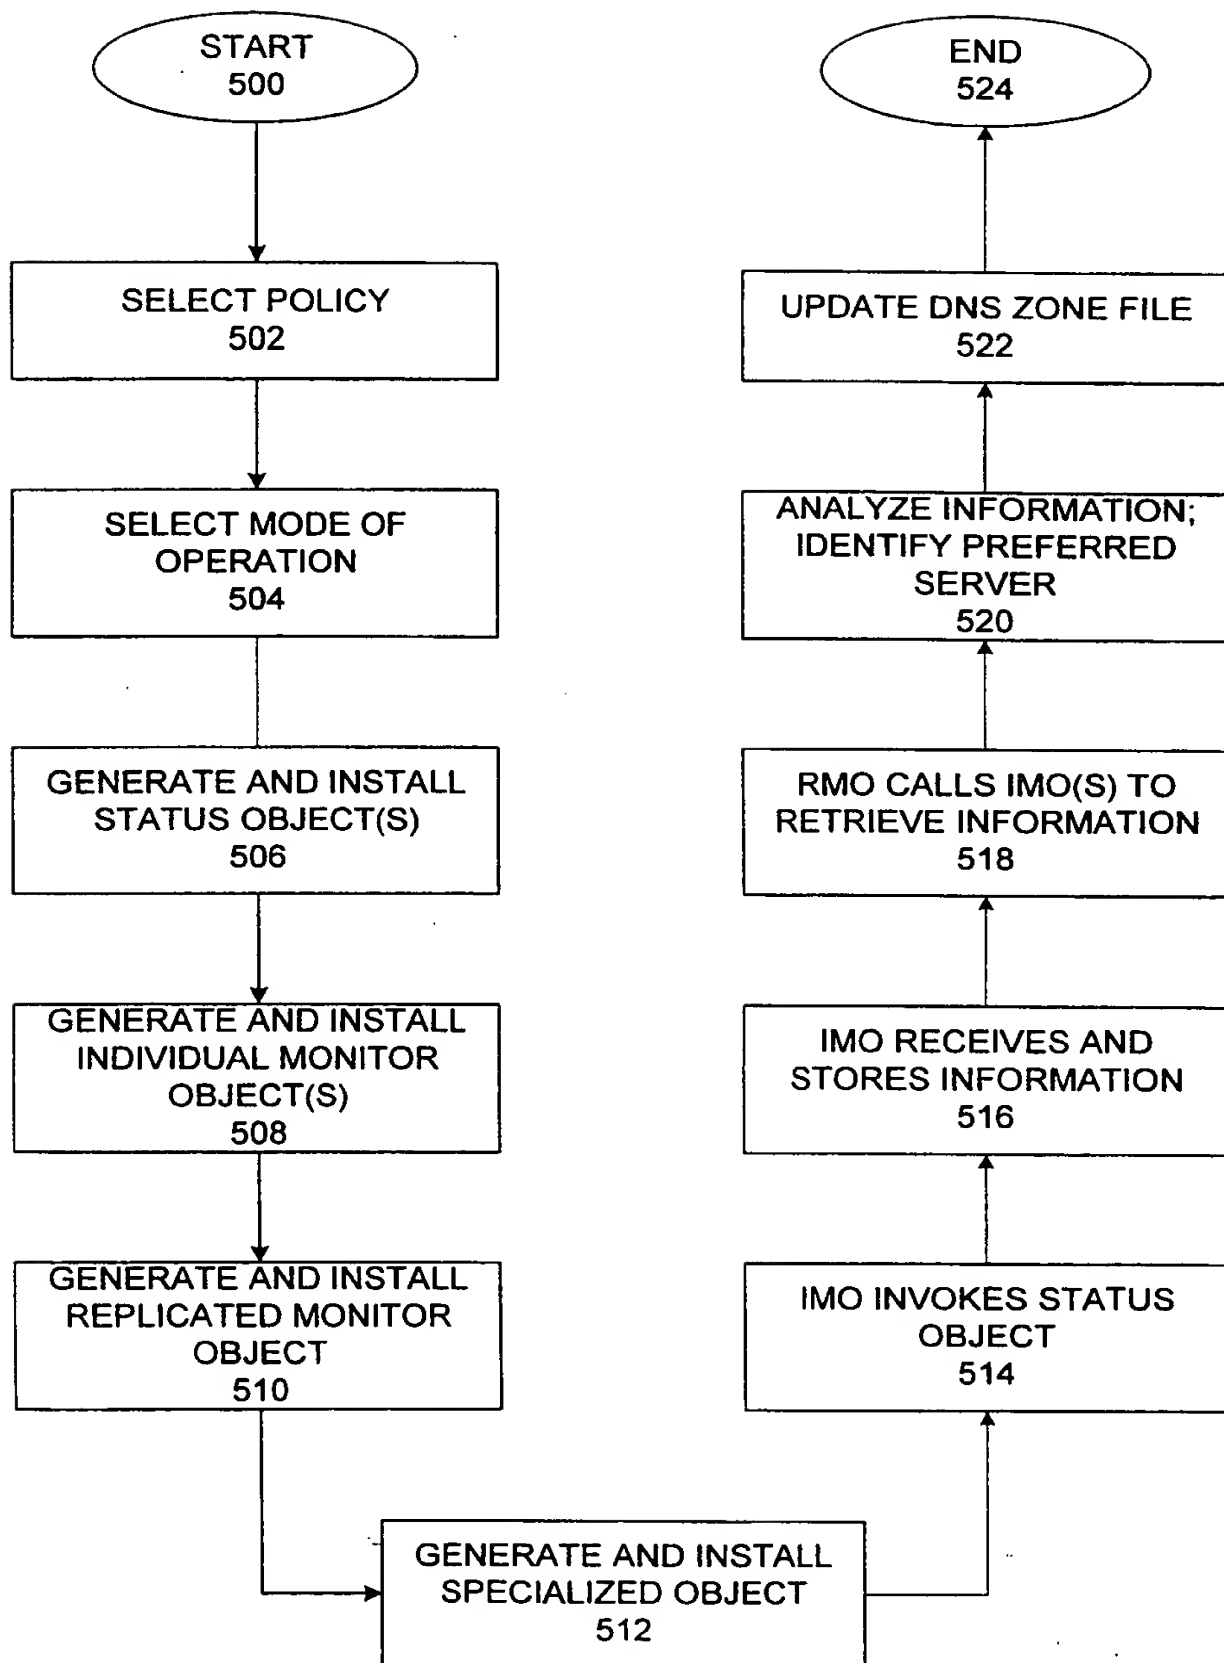 START
500
SELECT POLICY
502
SELECT MODE OF
OPERATION
504
GENERATE AND INSTALL
STATUS OBJECT(S)
506
GENERATE AND INSTALL
INDIVIDUAL MONITOR
OBJECT(S)
508
GENERATE AND INSTALL
REPLICATED MONITOR
OBJECT
510
GENERATE AND INSTALL
SPECIALIZED OBJECT
512
IMO INVOKES STATUS
OBJECT
514
IMO RECEIVES AND
STORES INFORMATION
516
RMO CALLS IMO(S) TO
RETRIEVE INFORMATION
518
ANALYZE INFORMATION;
IDENTIFY PREFERRED
SERVER
520
UPDATE DNS ZONE FILE
522
END
524